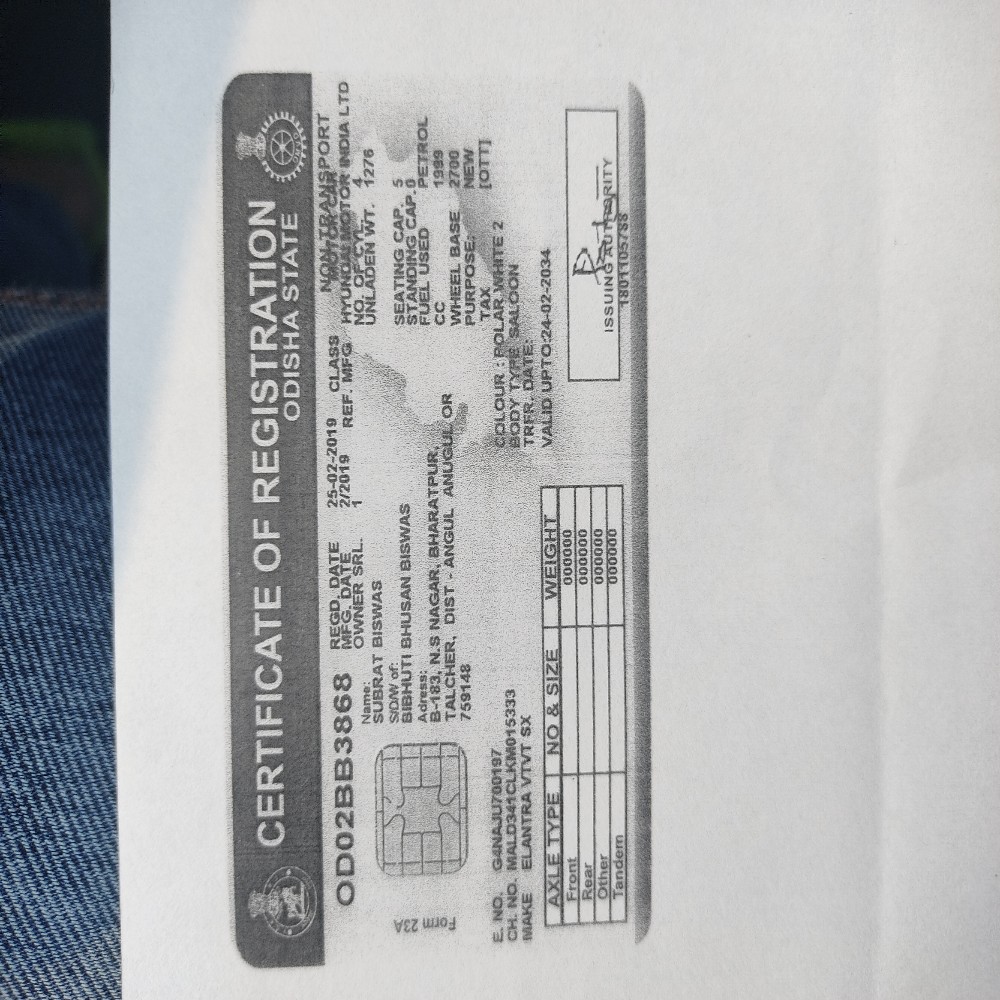 CERTIFICATE OF REGISTRATION
ODISHA STATE
OD02BB3868
REGD. DATE 25-02-2019 CLASS NON-TRANSPORT
MOTOR CAR
MFG. DATE 2/2019 REF. MFG HYUNDAI MOTOR INDIA LTD
OWNER SRL. 1 NO. OF CYL. 4
UNLADEN WT. 1276
Name:
SUBRAT BISWAS
S/D/W of:
BIBHUTI BHUSAN BISWAS
Adress:
B-183, N.S NAGAR, BHARATPUR,
TALCHER, DIST - ANGUL ANUGUL OR
759148
SEATING CAP. 5
STANDING CAP. 0
FUEL USED PETROL
CC 1999
WHEEL BASE 2700
PURPOSE: NEW
TAX [OTT]
Form 23A
E. NO. G4NAJU700197
CH. NO. MALD341CLKM015333
MAKE ELANTRA VTVT SX
COLOUR : POLAR WHITE 2
BODY TYPE SALOON
TRFR. DATE:
VALID UPTO:24-02-2034
AXLE TYPE NO & SIZE WEIGHT
Front 000000
Rear 000000
Other 000000
Tandem 000000
ISSUING AUTHORITY